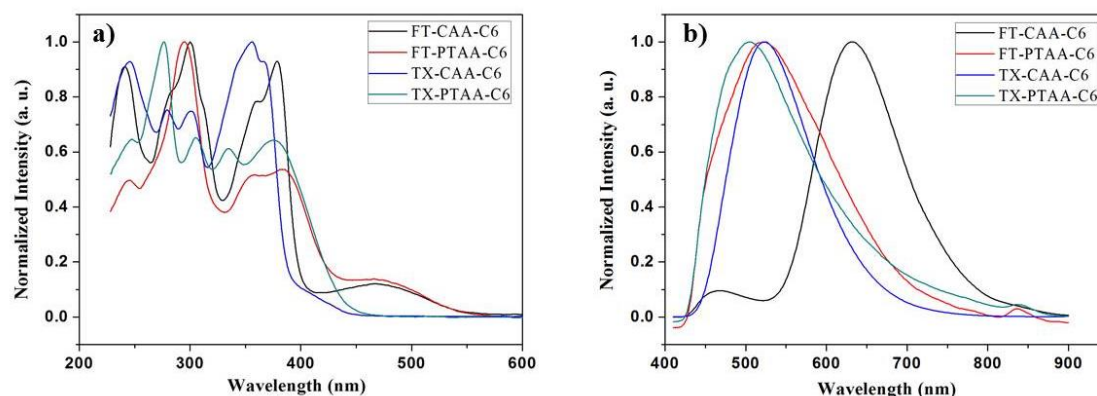 a)
FT-CAA-C6
FT-PTAA-C6
TX-CAA-C6
TX-PTAA-C6
Normalized Intensity (a. u.)
1.0
0.8
0.6
0.4
0.2
0.0
200 300 400 500 600
Wavelength (nm)
b)
FT-CAA-C6
FT-PTAA-C6
TX-CAA-C6
TX-PTAA-C6
Normalized Intensity (a. u.)
1.0
0.8
0.6
0.4
0.2
0.0
400 500 600 700 800 900
Wavelength (nm)